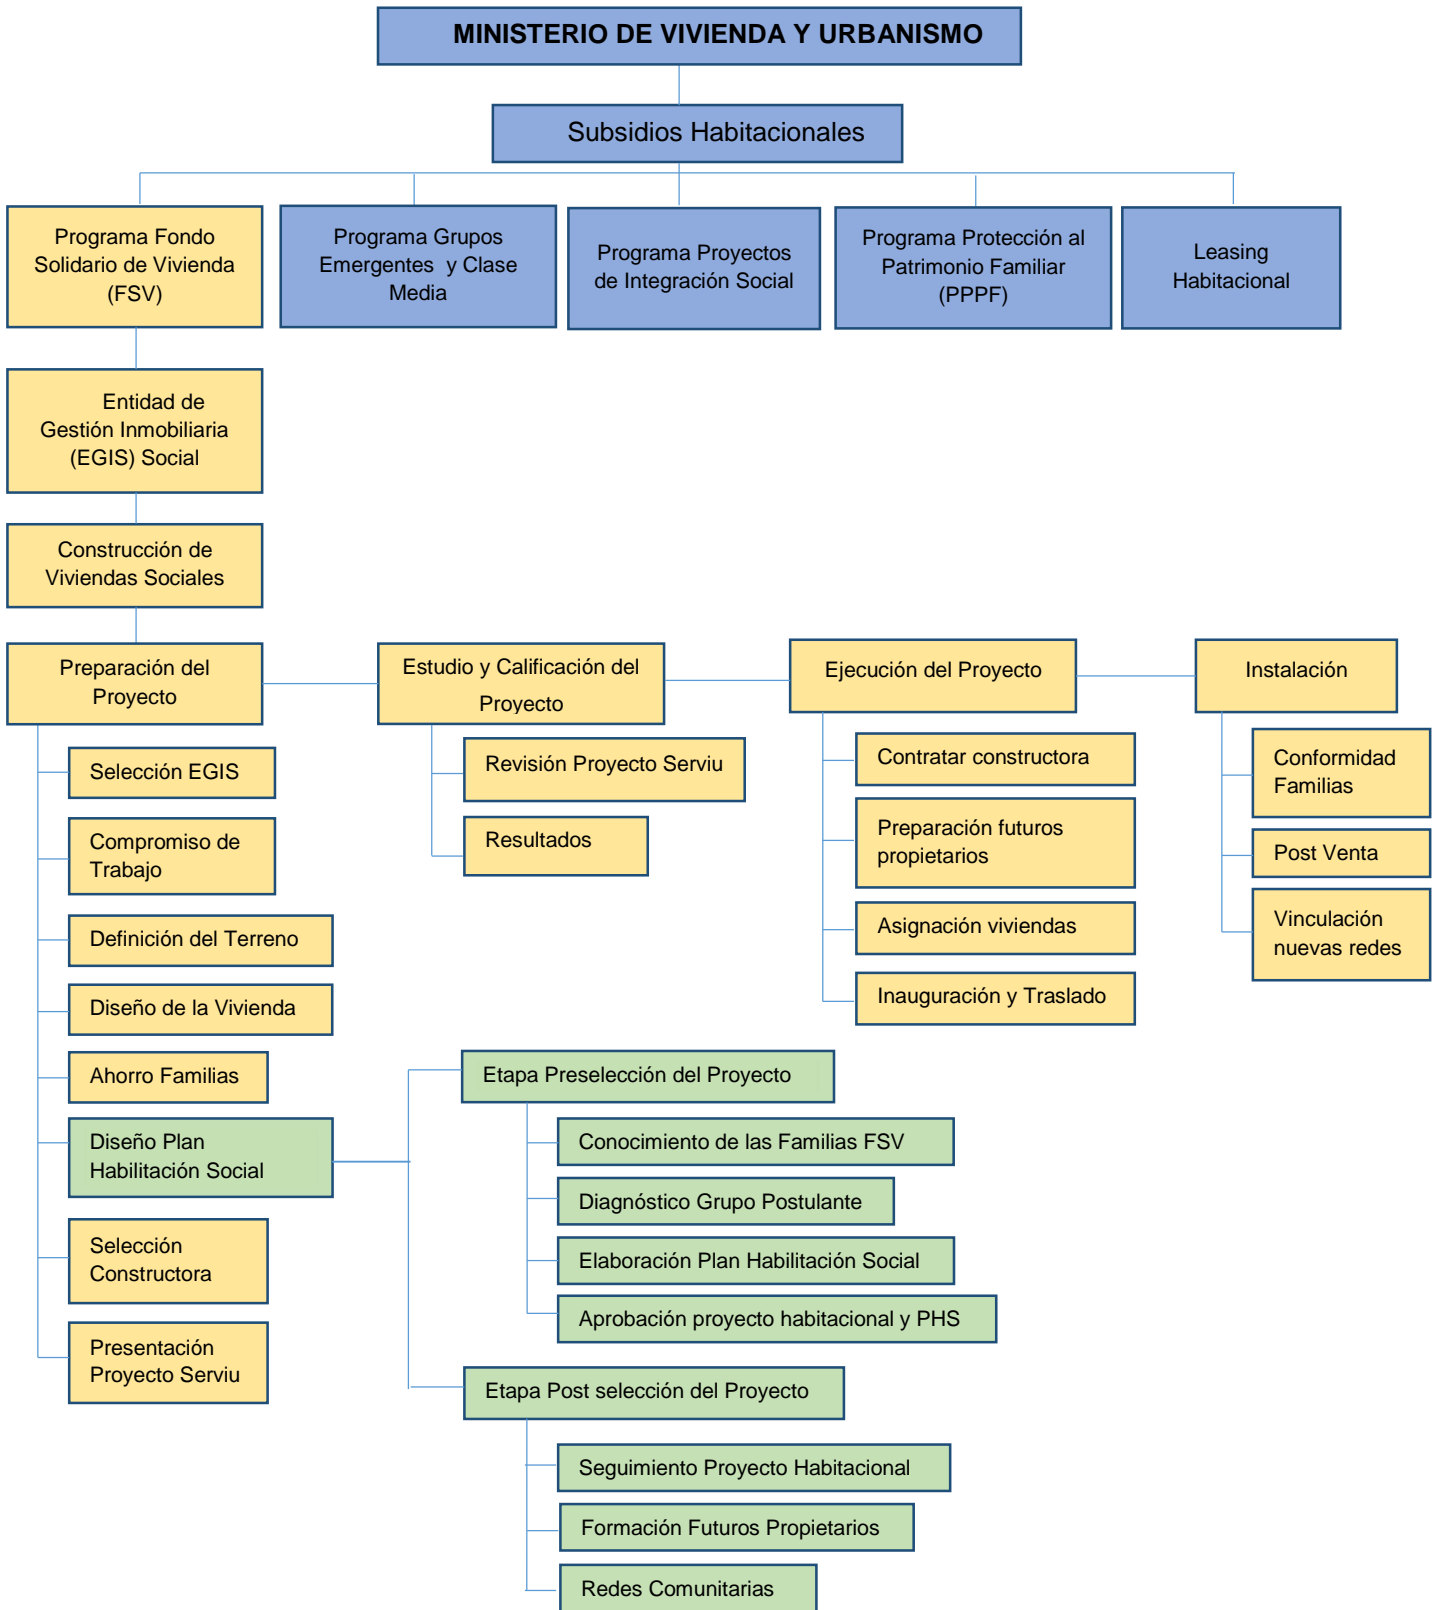 MINISTERIO DE VIVIENDA Y URBANISMO
Subsidios Habitacionales
Programa Fondo
Solidario de Vivienda
(FSV)
Programa Grupos
Emergentes y Clase
Media
Programa Proyectos
de Integración Social
Programa Protección al
Patrimonio Familiar
(PPPF)
Leasing
Habitacional
Entidad de
Gestión Inmobiliaria
(EGIS) Social
Construcción de
Viviendas Sociales
Preparación del
Proyecto
Selección EGIS
Compromiso de
Trabajo
Definición del Terreno
Diseño de la Vivienda
Ahorro Familias
Diseño Plan
Habilitación Social
Selección
Constructora
Presentación
Proyecto Serviu
Estudio y Calificación del
Proyecto
Revisión Proyecto Serviu
Resultados
Ejecución del Proyecto
Contratar constructora
Preparación futuros
propietarios
Asignación viviendas
Inauguración y Traslado
Instalación
Conformidad
Familias
Post Venta
Vinculación
nuevas redes
Etapa Preselección del Proyecto
Conocimiento de las Familias FSV
Diagnóstico Grupo Postulante
Elaboración Plan Habilitación Social
Aprobación proyecto habitacional y PHS
Etapa Post selección del Proyecto
Seguimiento Proyecto Habitacional
Formación Futuros Propietarios
Redes Comunitarias